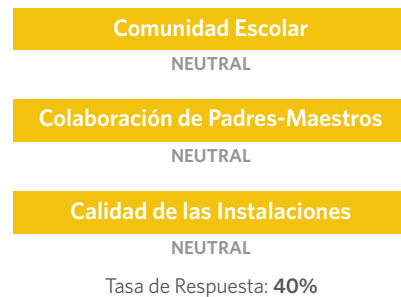 Comunidad Escolar
NEUTRAL
Colaboración de Padres-Maestros
NEUTRAL
Calidad de las Instalaciones
NEUTRAL
Tasa de Respuesta: 40%